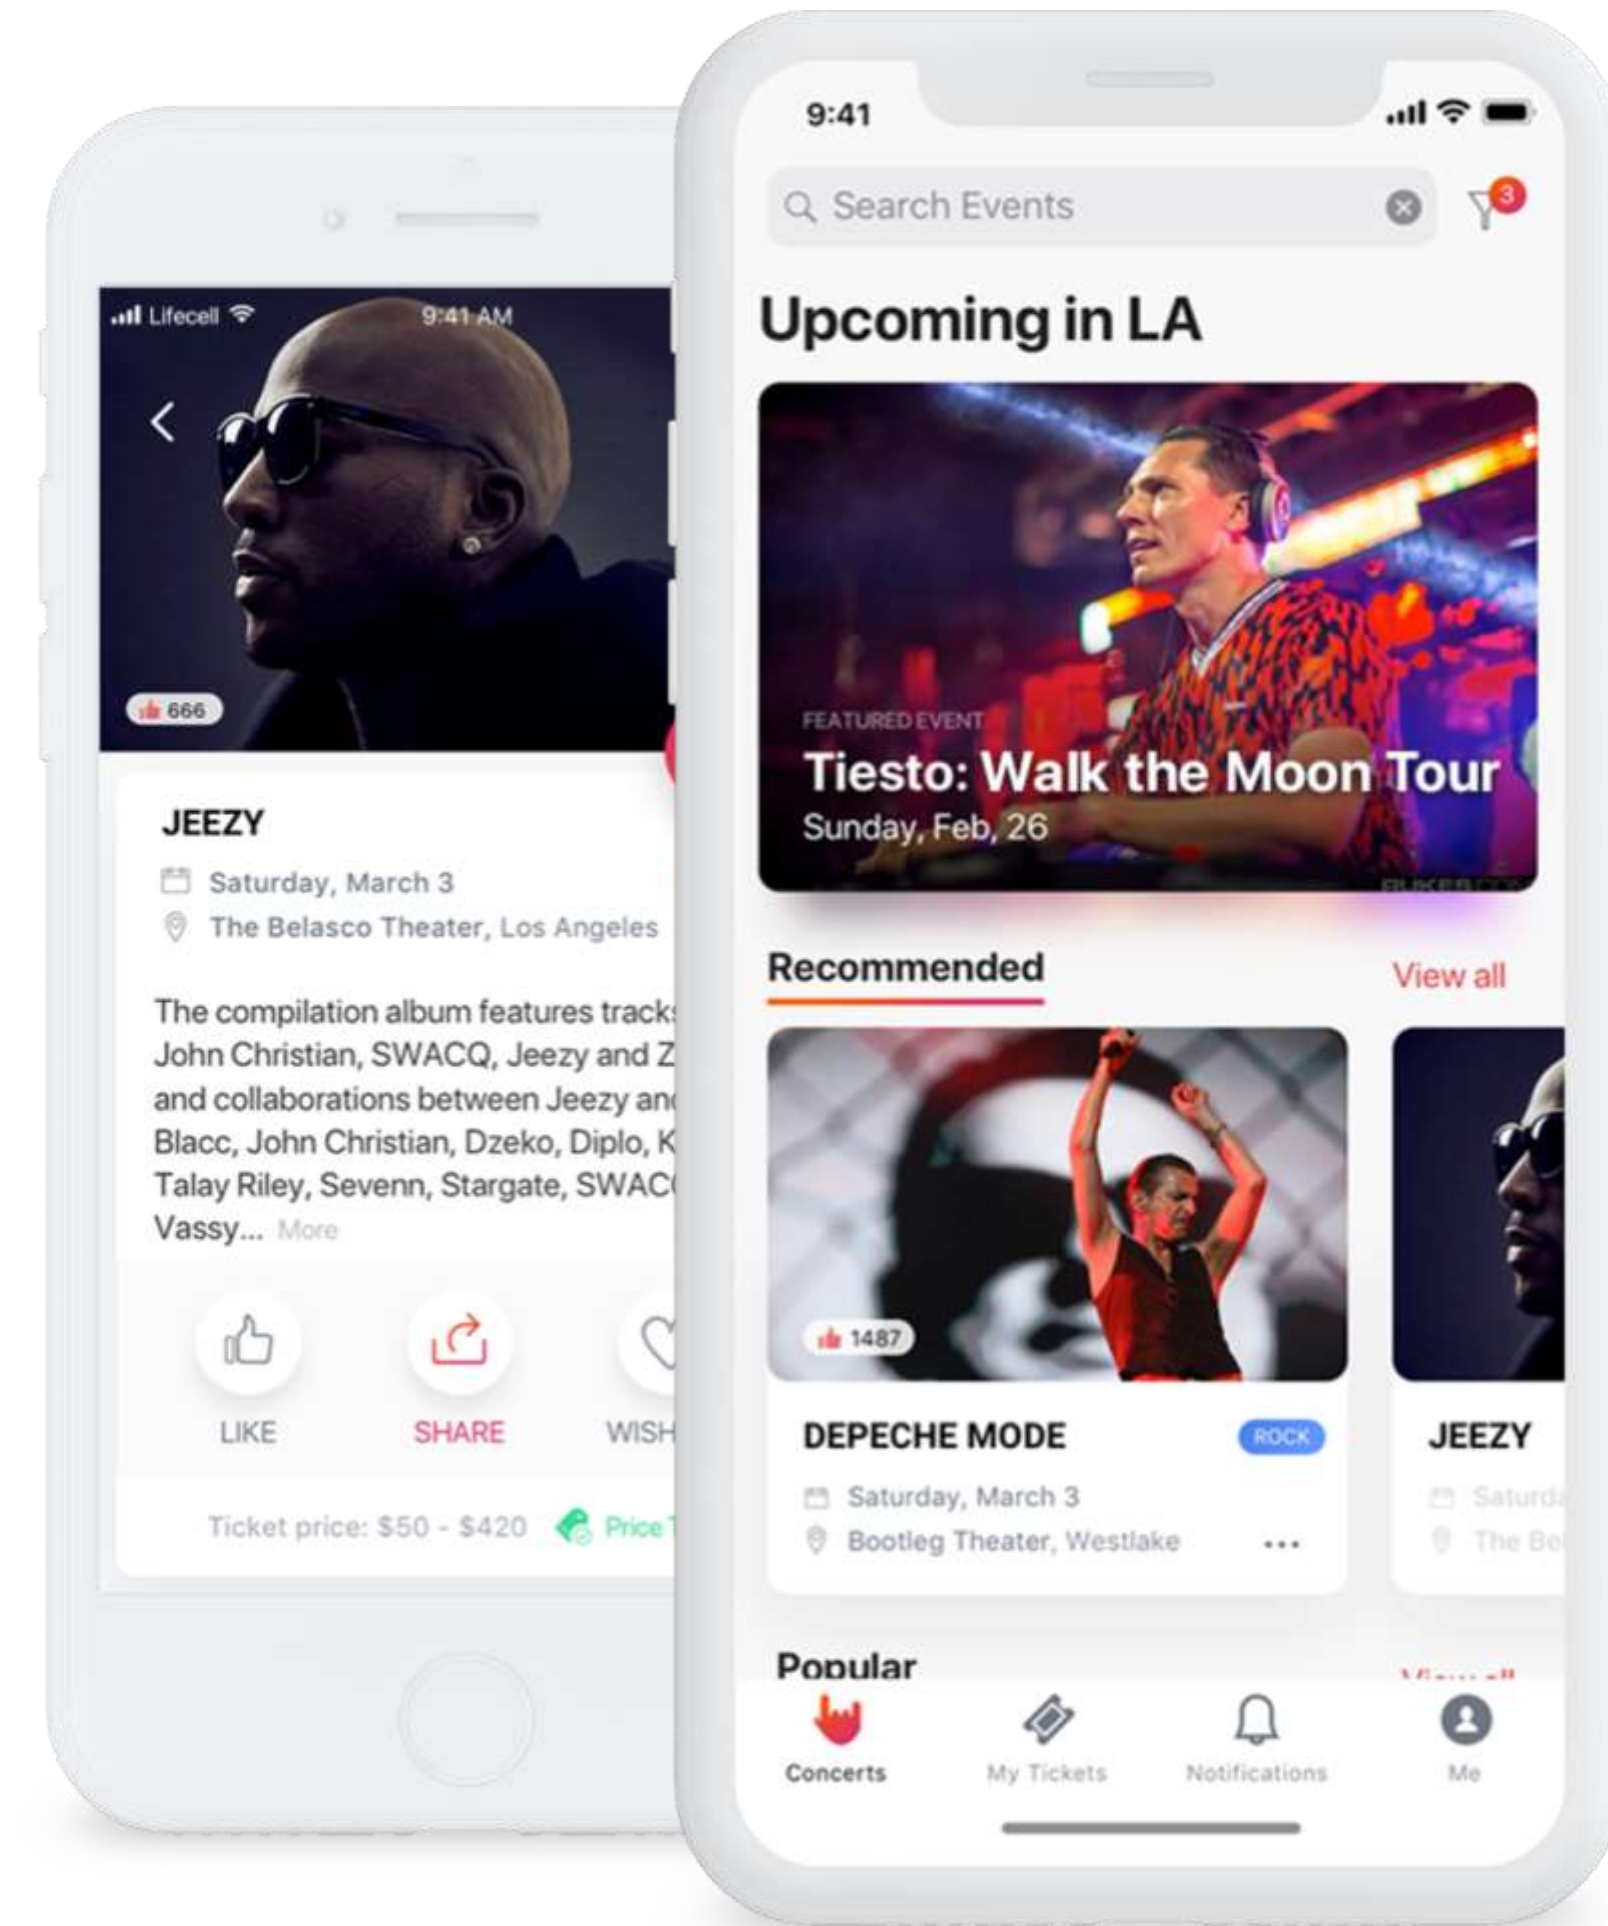 Lifecell 9:41 AM
666
JEEZY
Saturday, March 3
The Belasco Theater, Los Angeles
The compilation album features
John Christian, SWACQ, Jeezy and Z
and collaborations between Jeezy
Blacc, John Christian, Dzeko, Diplo, K
Talay Riley, Sevenn, Stargate,
Vassy... More
LIKE SHARE WISH
Ticket price: $50 - $420 Price
9:41
Search Events
3
Upcoming in LA
FEATURED EVENT
Tiesto: Walk the Moon Tour
Sunday, Feb, 26
Recommended View all
1487
DEPECHE MODE ROCK
Saturday, March 3
Bootleg Theater, Westlake
JEEZY
The
Popular View all
Concerts My Tickets Notifications Me